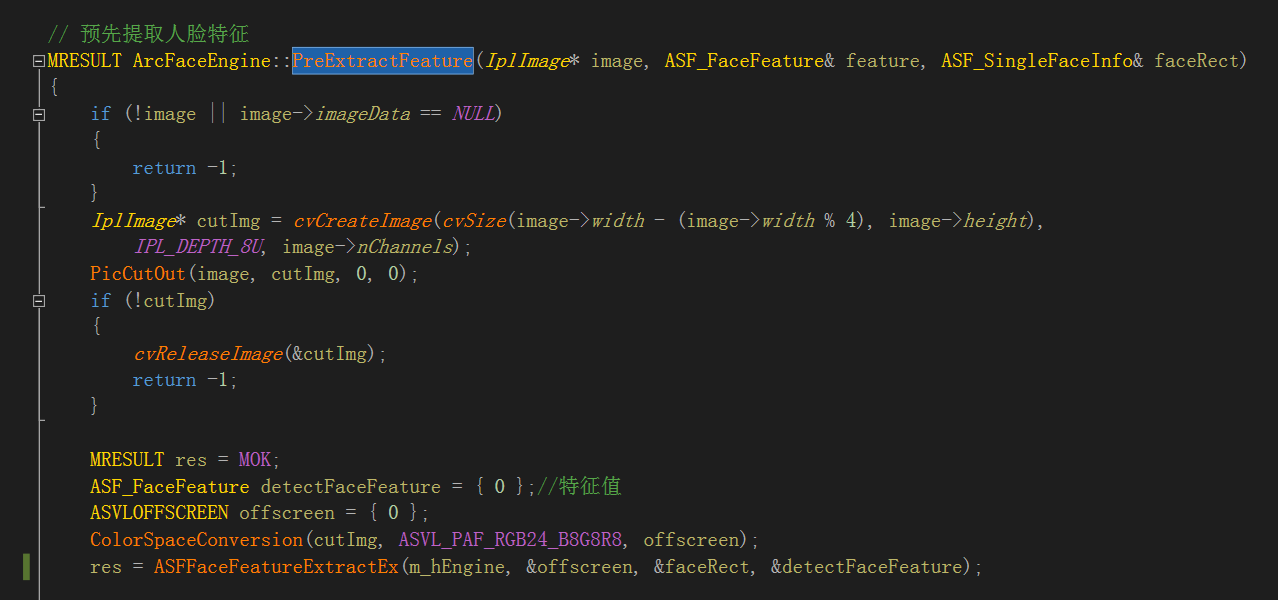 // 预先提取人脸特征
MRESULT ArcFaceEngine::PreExtractFeature(IplImage* image, ASF_FaceFeature& feature, ASF_SingleFaceInfo& faceRect)
{
if (!image || image->imageData == NULL)
{
return -1;
}
IplImage* cutImg = cvCreateImage(cvSize(image->width - (image->width % 4), image->height),
IPL_DEPTH_8U, image->nChannels);
PicCutOut(image, cutImg, 0, 0);
if (!cutImg)
{
cvReleaseImage(&cutImg);
return -1;
}
MRESULT res = MOK;
ASF_FaceFeature detectFaceFeature = { 0 };//特征值
ASVLOFFSCREEN offscreen = { 0 };
ColorSpaceConversion(cutImg, ASVL_PAF_RGB24_B8G8R8, offscreen);
res = ASFFaceFeatureExtractEx(m_hEngine, &offscreen, &faceRect, &detectFaceFeature);